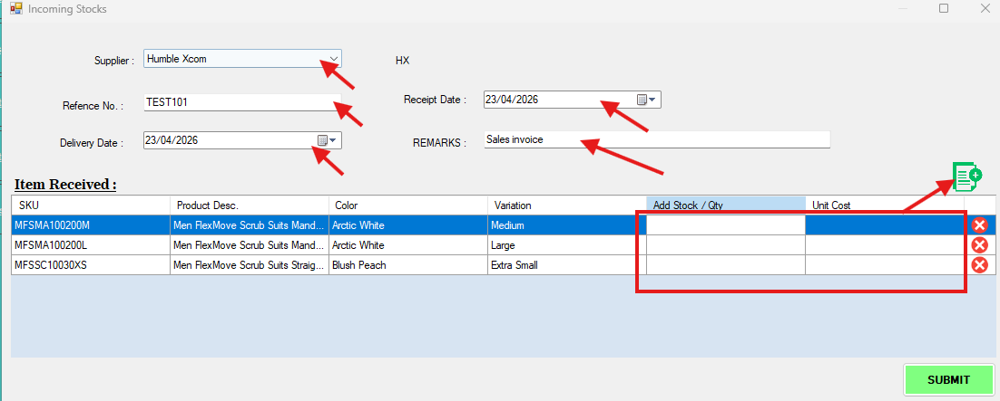 Incoming Stocks
Supplier : Humble Xcom HX
Refence No. : TEST101 Receipt Date : 23/04/2026
Delivery Date : 23/04/2026 REMARKS : Sales invoice
Item Received :
SKU Product Desc. Color Variation Add Stock / Qty Unit Cost
MFSMA100200M Men FlexMove Scrub Suits Mand... Arctic White Medium
MFSMA100200L Men FlexMove Scrub Suits Mand... Arctic White Large
MFSSC10030XS Men FlexMove Scrub Suits Straig... Blush Peach Extra Small
SUBMIT